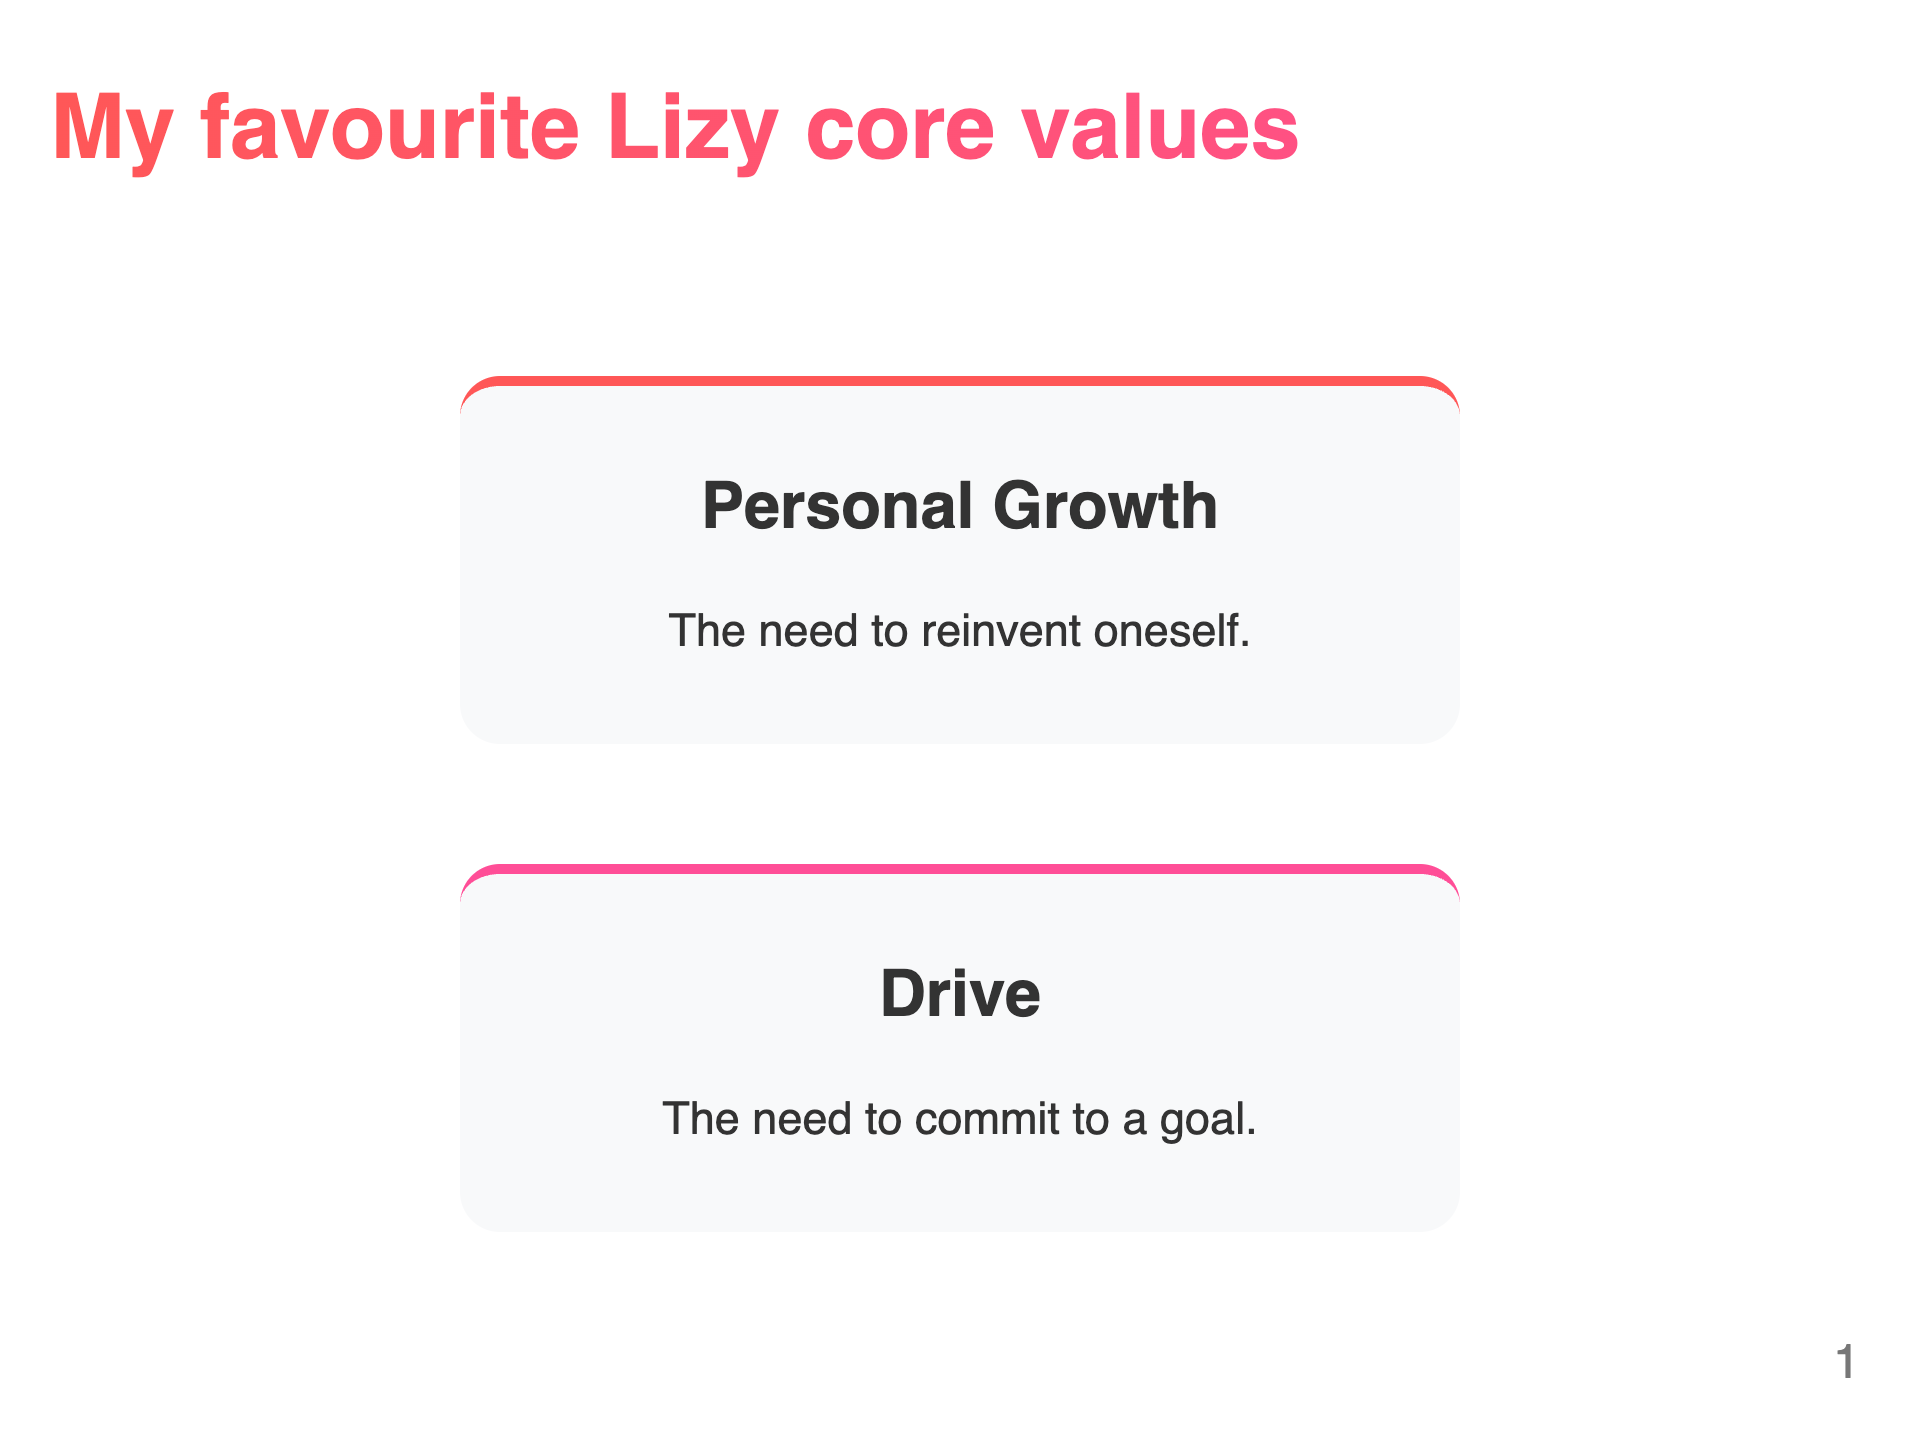 My favourite Lizy core values
Personal Growth
The need to reinvent oneself.
Drive
The need to commit to a goal.
1